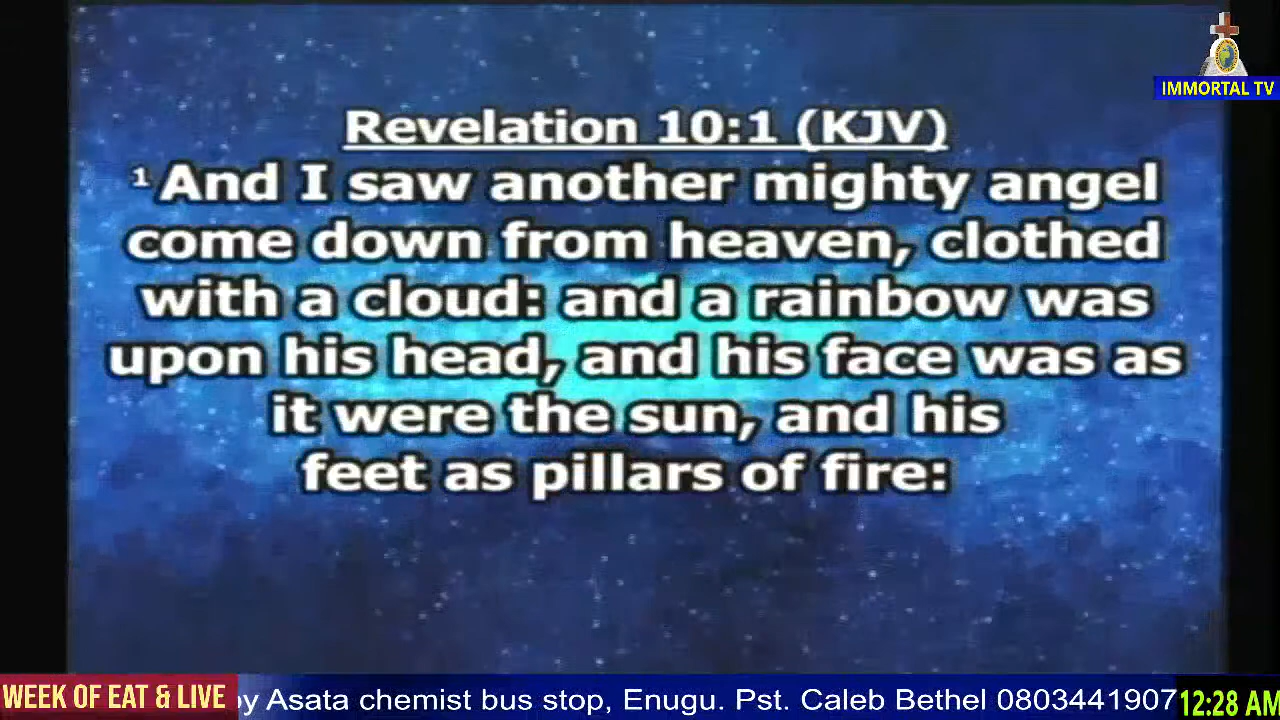 IMMORTAL TV
Revelation 10:1 (KJV)
1 And I saw another mighty angel
come down from heaven, clothed
with a cloud: and a rainbow was
upon his head, and his face was as
it were the sun, and his
feet as pillars of fire:
WEEK OF EAT & LIVE
by Asata chemist bus stop, Enugu. Pst. Caleb Bethel 0803441907
12:28 AM